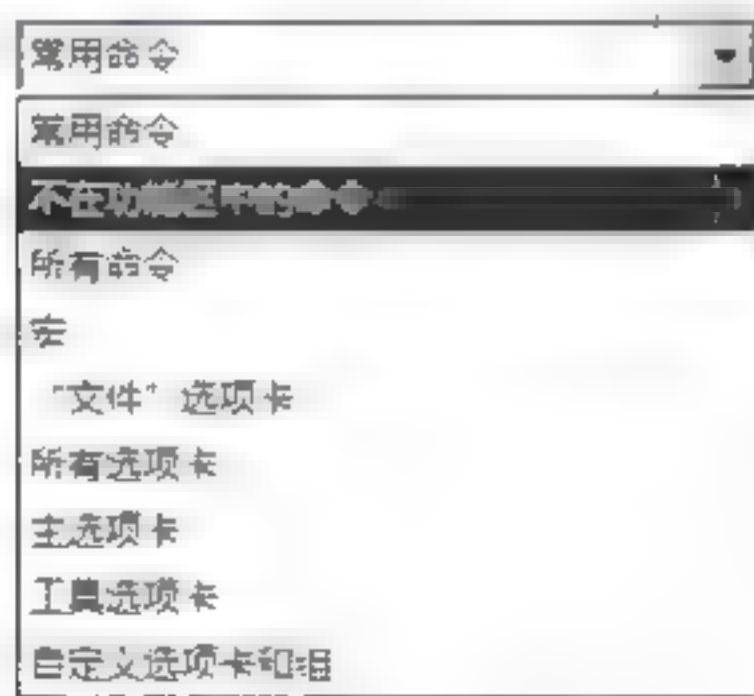 常用命令
常用命令
不在功能区中的命令
所有命令
宏
“文件”选项卡
所有选项卡
主选项卡
工具选项卡
自定义选项卡和组